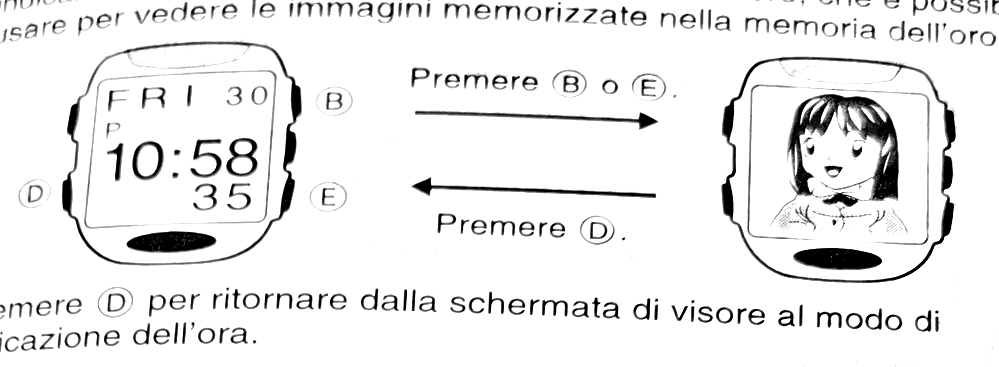 usare per vedere le immagini memorizzate nella memoria dell'oro
FRI 30
P
10:58
35
B
D
E
Premere B o E.
Premere D.
emere D per ritornare dalla schermata di visore al modo di
icazione dell'ora.